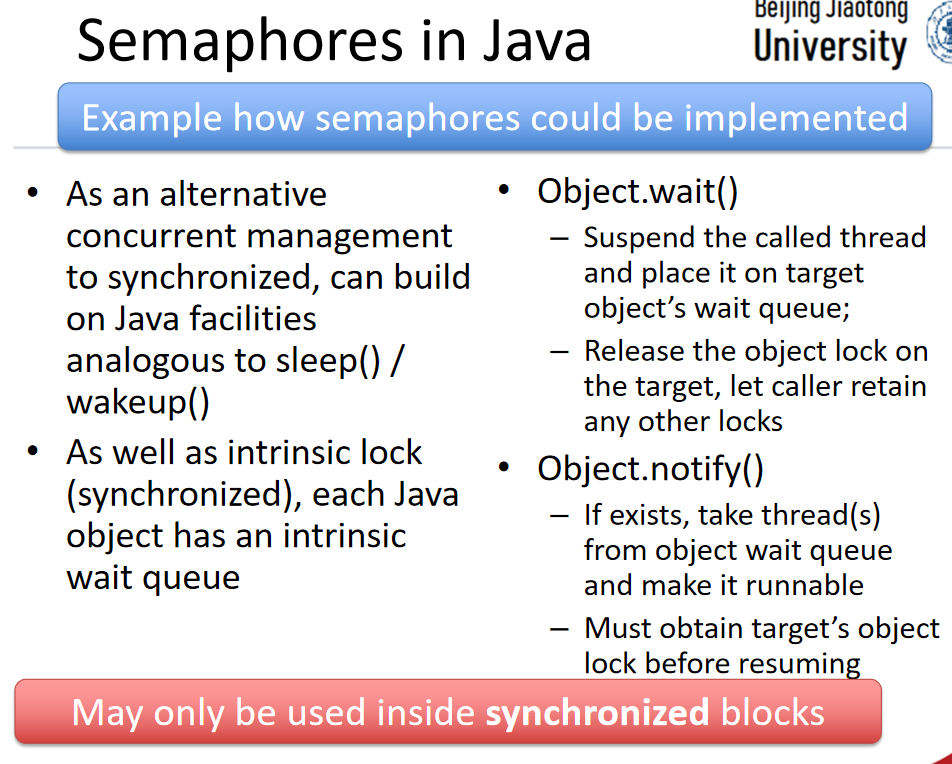 Semaphores in Java
Beijing Jiaotong
University
Example how semaphores could be implemented
• As an alternative
concurrent management
to synchronized, can build
on Java facilities
analogous to sleep() /
wakeup()
• As well as intrinsic lock
(synchronized), each Java
object has an intrinsic
wait queue
• Object.wait()
– Suspend the called thread
and place it on target
object’s wait queue;
– Release the object lock on
the target, let caller retain
any other locks
• Object.notify()
– If exists, take thread(s)
from object wait queue
and make it runnable
– Must obtain target’s object
lock before resuming
May only be used inside synchronized blocks